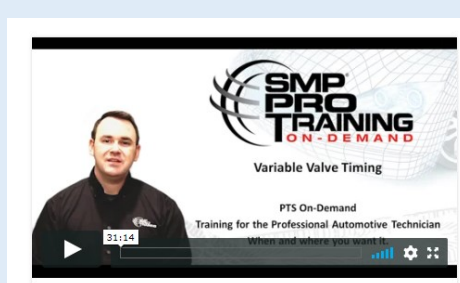 SMP
PRO
TRAINING
ON-DEMAND
Variable Valve Timing
PTS On-Demand
Training for the Professional Automotive Technician
When and where you want it.
31:14